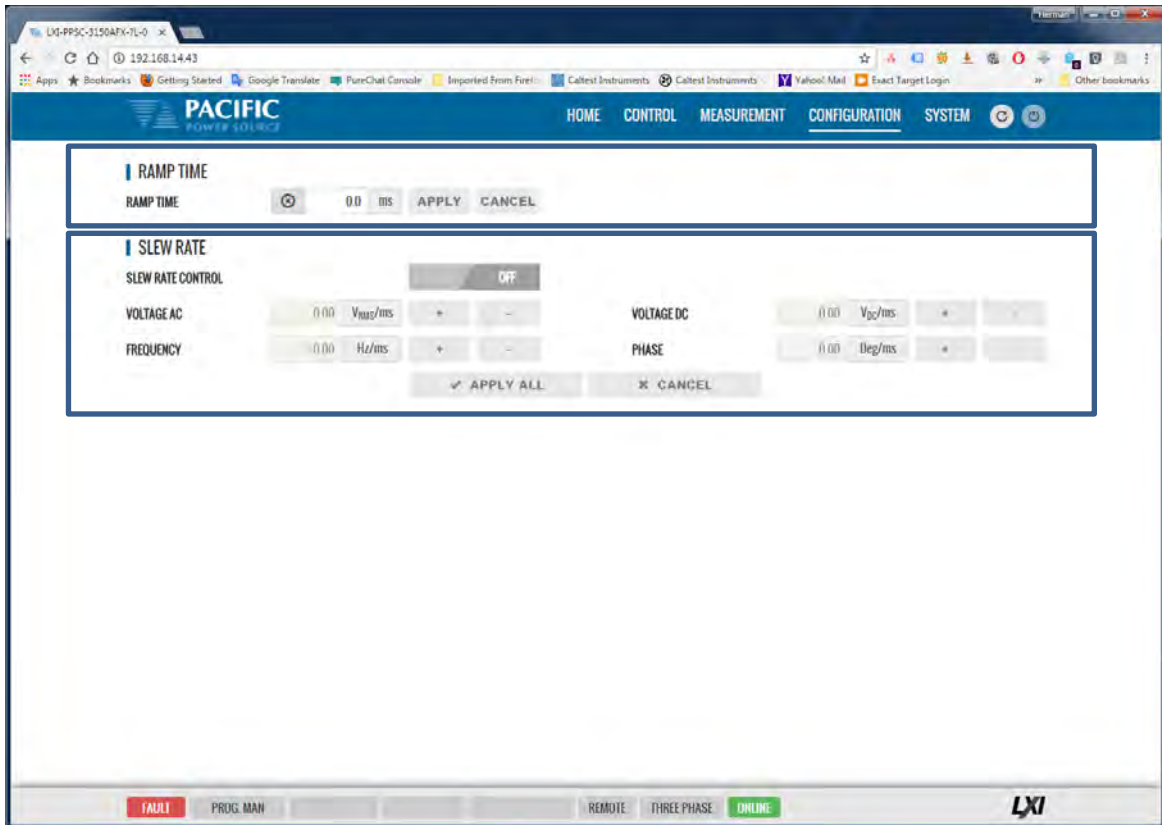 Herman
LXI-PPSC-3150AFX-7L-0
192.168.14.43
Apps Bookmarks Getting Started Google Translate PureChat Console Imported From Firef Caltest Instruments Caltest Instruments Yahoo! Mail Exact Target Login » Other bookmarks
PACIFIC
POWER SOURCE
HOME CONTROL MEASUREMENT CONFIGURATION SYSTEM
RAMP TIME
RAMP TIME 0.0 ms APPLY CANCEL
SLEW RATE
SLEW RATE CONTROL OFF
VOLTAGE AC 0.00 VRMS/ms + - VOLTAGE DC 0.00 VDC/ms +
FREQUENCY 0.00 Hz/ms + - PHASE 0.00 Deg/ms +
✔ APPLY ALL ✖ CANCEL
FAULT PROG. MAN REMOTE THREE PHASE ONLINE LXI